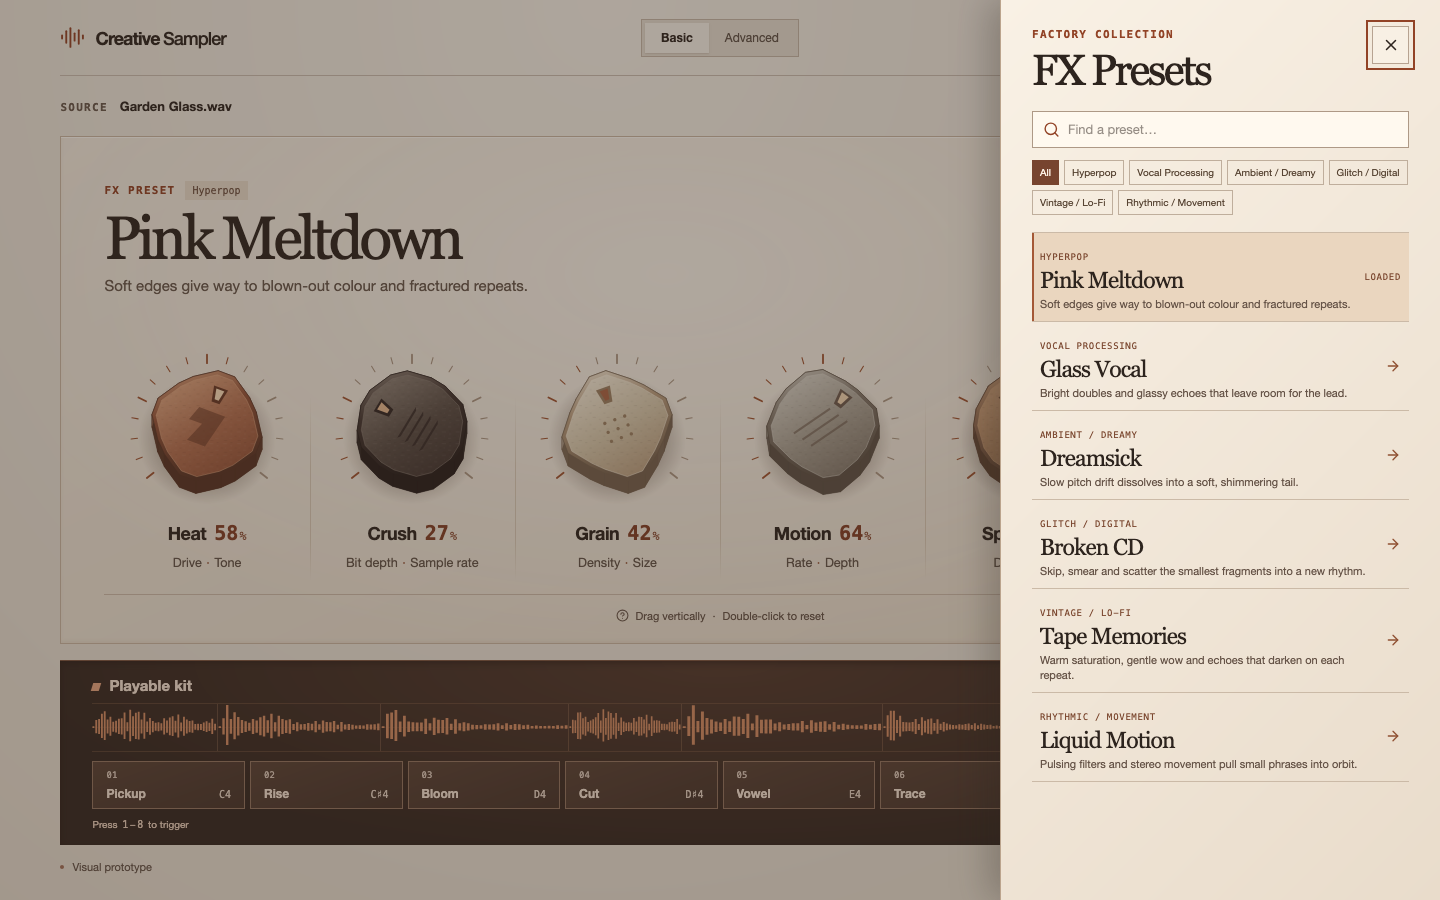 Creative Sampler
Basic
Advanced
SOURCE Garden Glass.wav
FX PRESET Hyperpop
Pink Meltdown
Soft edges give way to blown-out colour and fractured repeats.
Heat 58%
Drive · Tone
Crush 27%
Bit depth · Sample rate
Grain 42%
Density · Size
Motion 64%
Rate · Depth
Drag vertically · Double-click to reset
Playable kit
01
Pickup C4
02
Rise C♯4
03
Bloom D4
04
Cut D♯4
05
Vowel E4
06
Trace
Press 1–8 to trigger
Visual prototype
FACTORY COLLECTION
FX Presets
Find a preset...
All
Hyperpop
Vocal Processing
Ambient / Dreamy
Glitch / Digital
Vintage / Lo-Fi
Rhythmic / Movement
HYPERPOP
Pink Meltdown
LOADED
Soft edges give way to blown-out colour and fractured repeats.
VOCAL PROCESSING
Glass Vocal
Bright doubles and glassy echoes that leave room for the lead.
AMBIENT / DREAMY
Dreamsick
Slow pitch drift dissolves into a soft, shimmering tail.
GLITCH / DIGITAL
Broken CD
Skip, smear and scatter the smallest fragments into a new rhythm.
VINTAGE / LO-FI
Tape Memories
Warm saturation, gentle wow and echoes that darken on each
repeat.
RHYTHMIC / MOVEMENT
Liquid Motion
Pulsing filters and stereo movement pull small phrases into orbit.